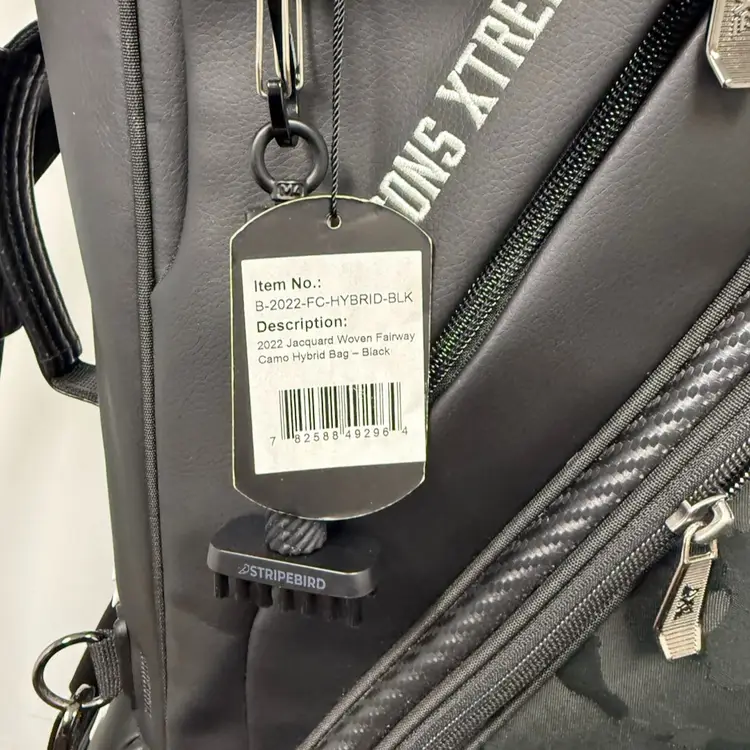 ONS XTRE
Item No.:
B-2022-FC-HYBRID-BLK
Description:
2022 Jacquard Woven Fairway
Camo Hybrid Bag – Black
7 82588 49296 4
STRIPEBIRD